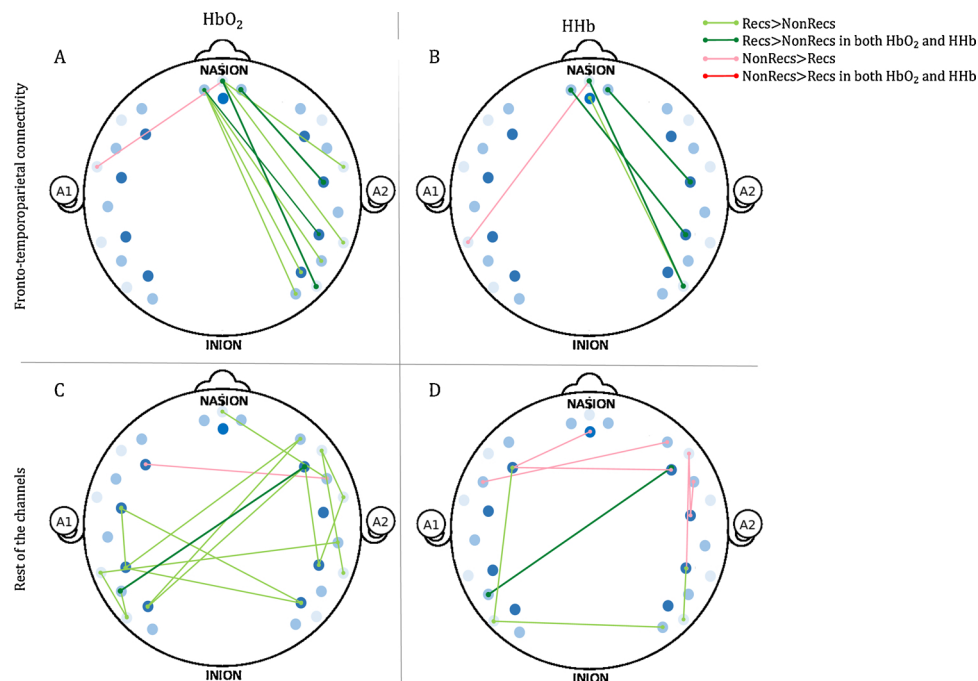 HbO₂
HHb
Recs>NonRecs
Recs>NonRecs in both HbO₂ and HHb
NonRecs>Recs
NonRecs>Recs in both HbO₂ and HHb
Fronto-temporoparietal connectivity
A
NASION
A1
A2
INION
B
NASION
A1
A2
INION
Rest of the channels
C
NASION
A1
A2
INION
D
NASION
A1
A2
INION